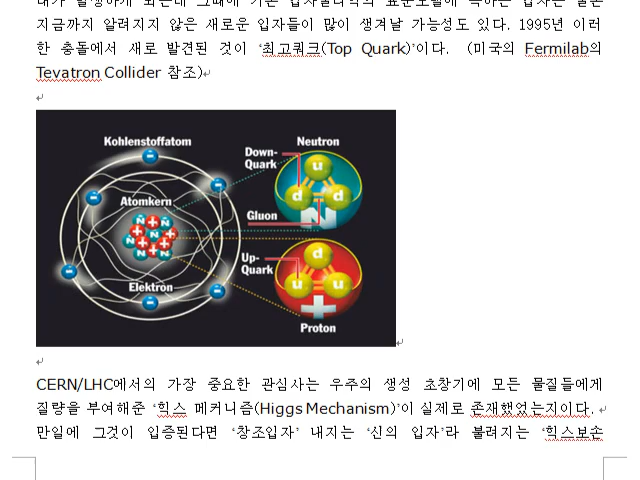 지금까지 알려지지 않은 새로운 입자들이 많이 생겨날 가능성도 있다. 1995년 이러
한 충돌에서 새로 발견된 것이 ‘최고쿼크(Top Quark)’이다. (미국의 Fermilab의
Tevatron Collider 참조)
Kohlenstoffatom
Neutron
Down-
Quark
u
d d
Atomkern
N
Gluon
Up-
Quark
d
u u
Elektron
Proton
CERN/LHC에서의 가장 중요한 관심사는 우주의 생성 초창기에 모든 물질들에게
질량을 부여해준 ‘힉스 메커니즘(Higgs Mechanism)’이 실제로 존재했었는지이다.
만일에 그것이 입증된다면 ‘창조입자’ 내지는 ‘신의 입자’라 불려지는 ‘힉스보손